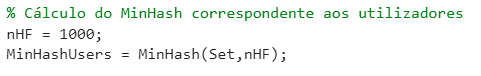 % Cálculo do MinHash correspondente aos utilizadores
nHF = 1000;
MinHashUsers = MinHash(Set,nHF);